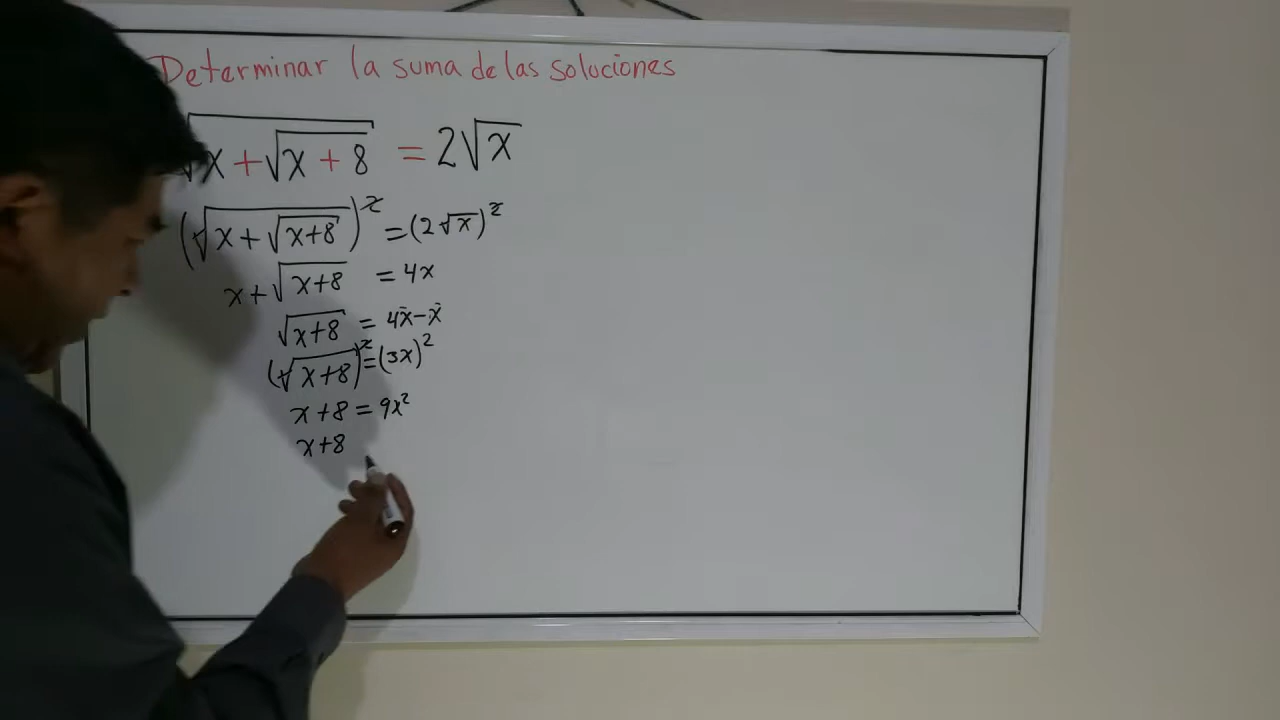 Determinar la suma de las soluciones
√(x + √(x + 8)) = 2√x
(√(x + √(x+8)))² = (2√x)²
x + √(x+8) = 4x
√(x+8) = 4x - x
(√(x+8))² = (3x)²
x + 8 = 9x²
x + 8